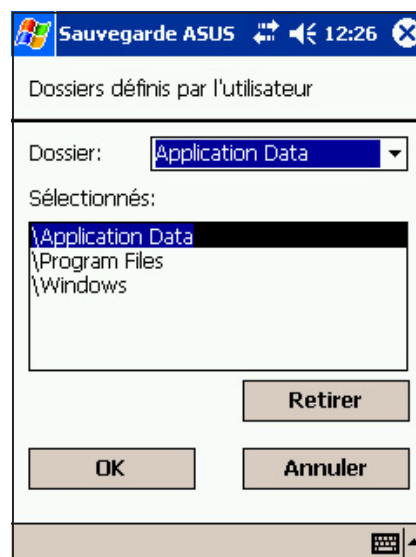 Sauvegarde ASUS 12:26
Dossiers définis par l'utilisateur
Dossier: Application Data
Sélectionnés:
\Application Data
\Program Files
\Windows
Retirer
OK Annuler